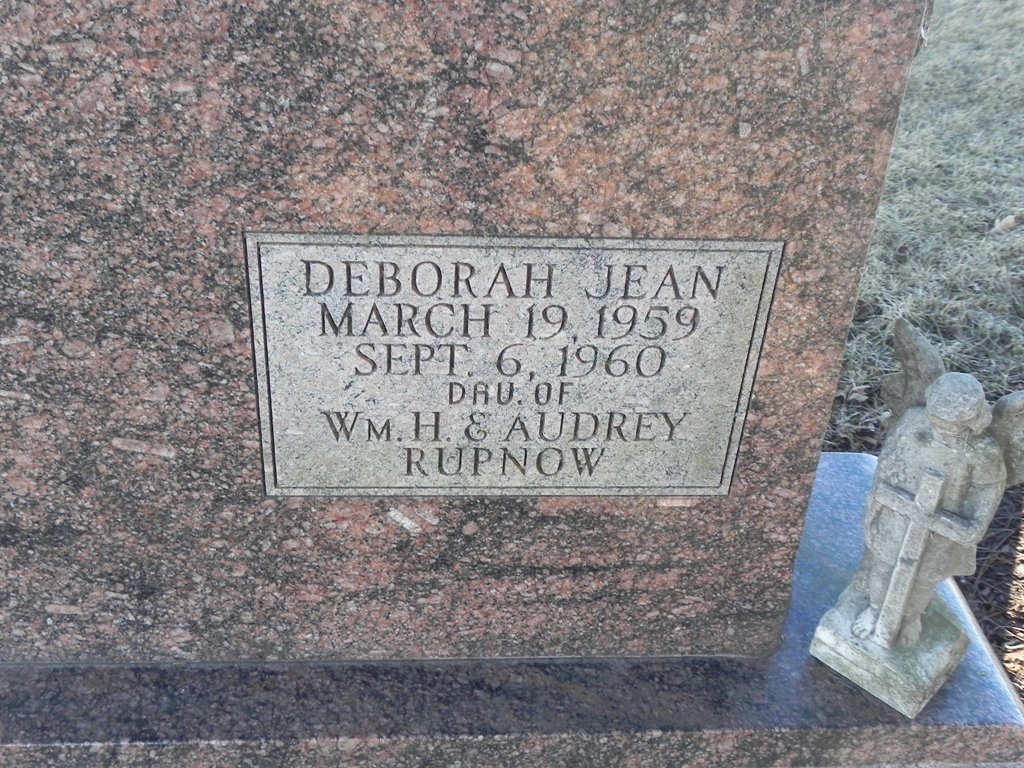 DEBORAH JEAN
MARCH 19, 1959
SEPT. 6, 1960
DAU. OF
WM. H. & AUDREY
RUPNOW